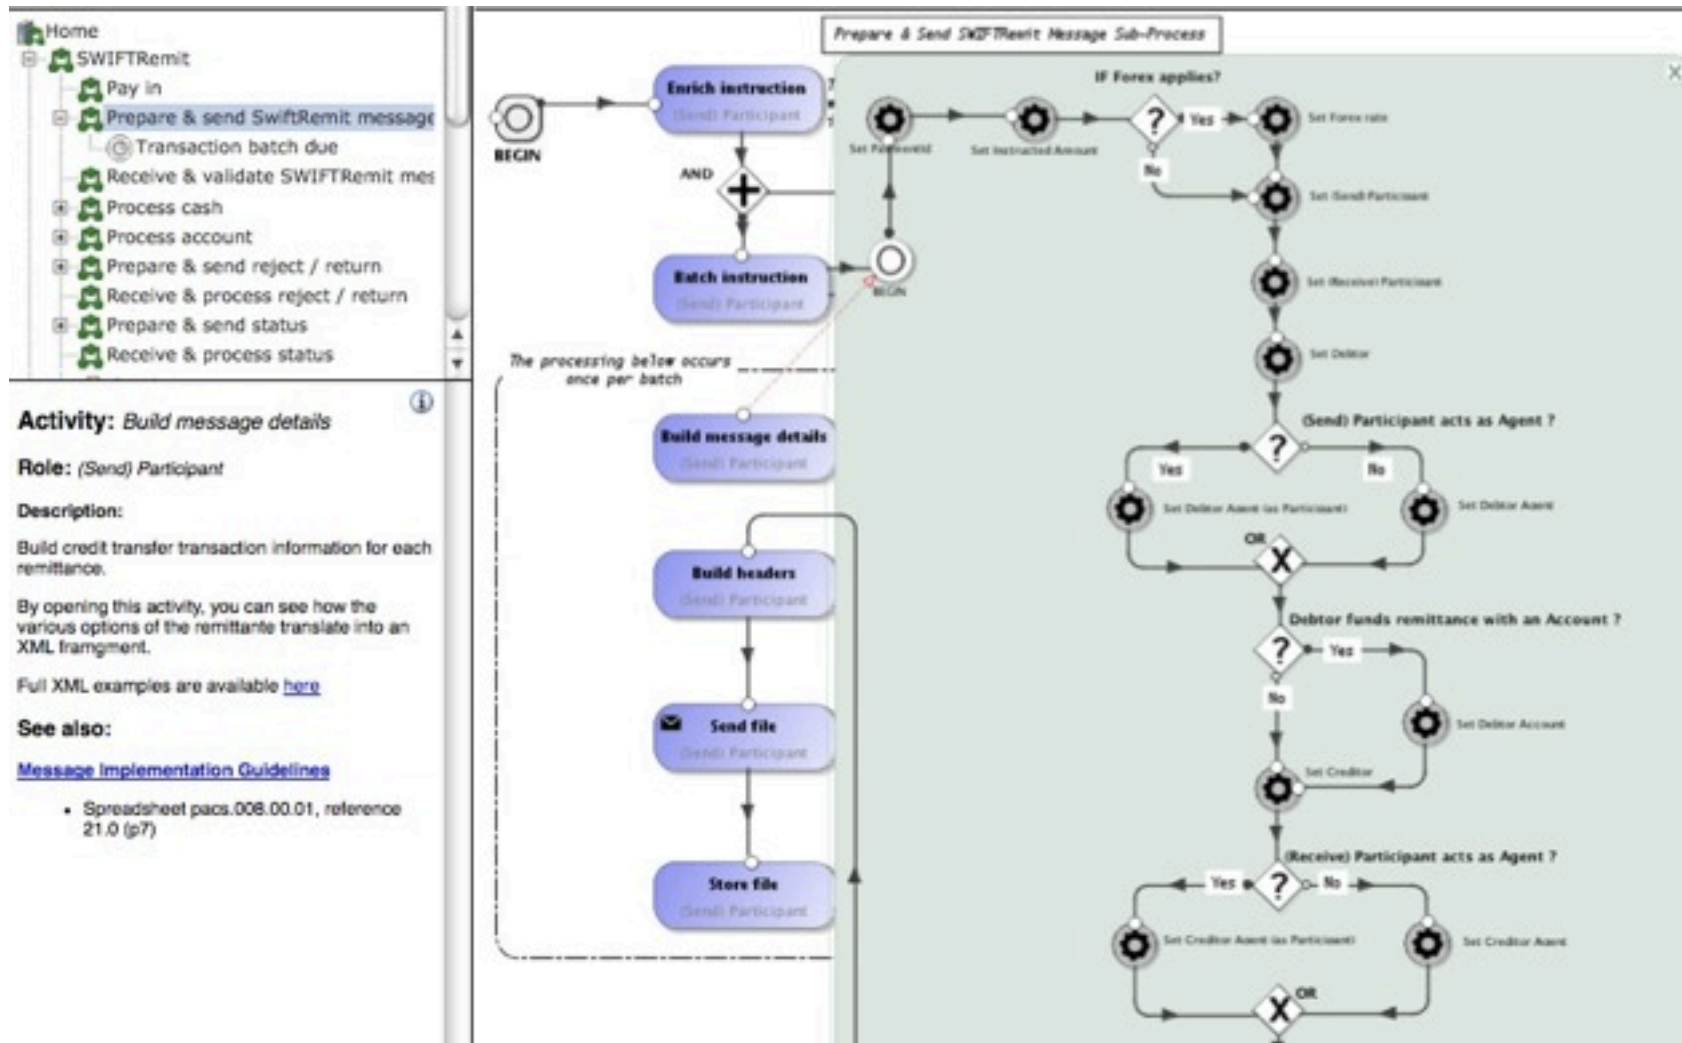 Home
SWIFTRemit
Pay in
Prepare & send SwiftRemit message
Transaction batch due
Receive & validate SWIFTRemit mes
Process cash
Process account
Prepare & send reject / return
Receive & process reject / return
Prepare & send status
Receive & process status
Activity: Build message details
Role: (Send) Participant
Description:
Build credit transfer transaction information for each
remittance.
By opening this activity, you can see how the
various options of the remittante translate into an
XML framgment.
Full XML examples are available here
See also:
Message Implementation Guidelines
• Spreadsheet pacs.008.00.01, reference
21.0 (p7)
BEGIN
Enrich instruction
(Send) Participant
AND
Batch instruction
(Send) Participant
The processing below occurs
once per batch
Build message details
(Send) Participant
Build headers
(Send) Participant
Send file
(Send) Participant
Store file
(Send) Participant
Prepare & Send SWIFTRemit Message Sub-Process
X
IF Forex applies?
Set PaymentId
Set Instructed Amount
?
Yes
No
Set Forex rate
Set (Send) Participant
BEGIN
Set (Receive) Participant
Set Debtor
(Send) Participant acts as Agent ?
?
Yes
No
Set Debtor Agent (as Participant)
Set Debtor Agent
OR
X
Debtor funds remittance with an Account ?
?
Yes
No
Set Debtor Account
Set Creditor
(Receive) Participant acts as Agent ?
?
Yes
No
Set Creditor Agent (as Participant)
Set Creditor Agent
X
OR